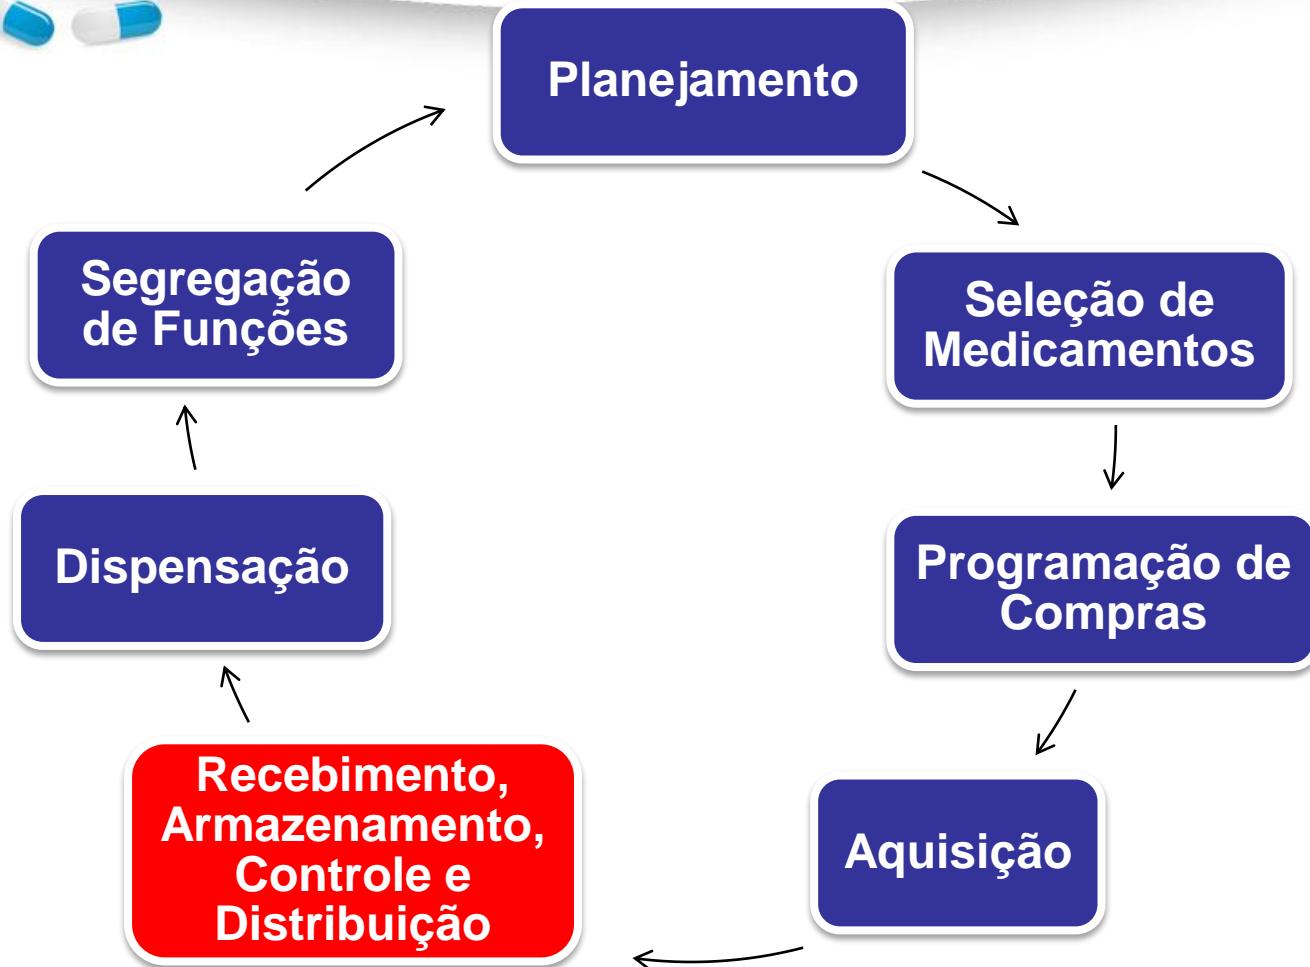 Planejamento
Seleção de
Medicamentos
Programação de
Compras
Aquisição
Recebimento,
Armazenamento,
Controle e
Distribuição
Dispensação
Segregação
de Funções